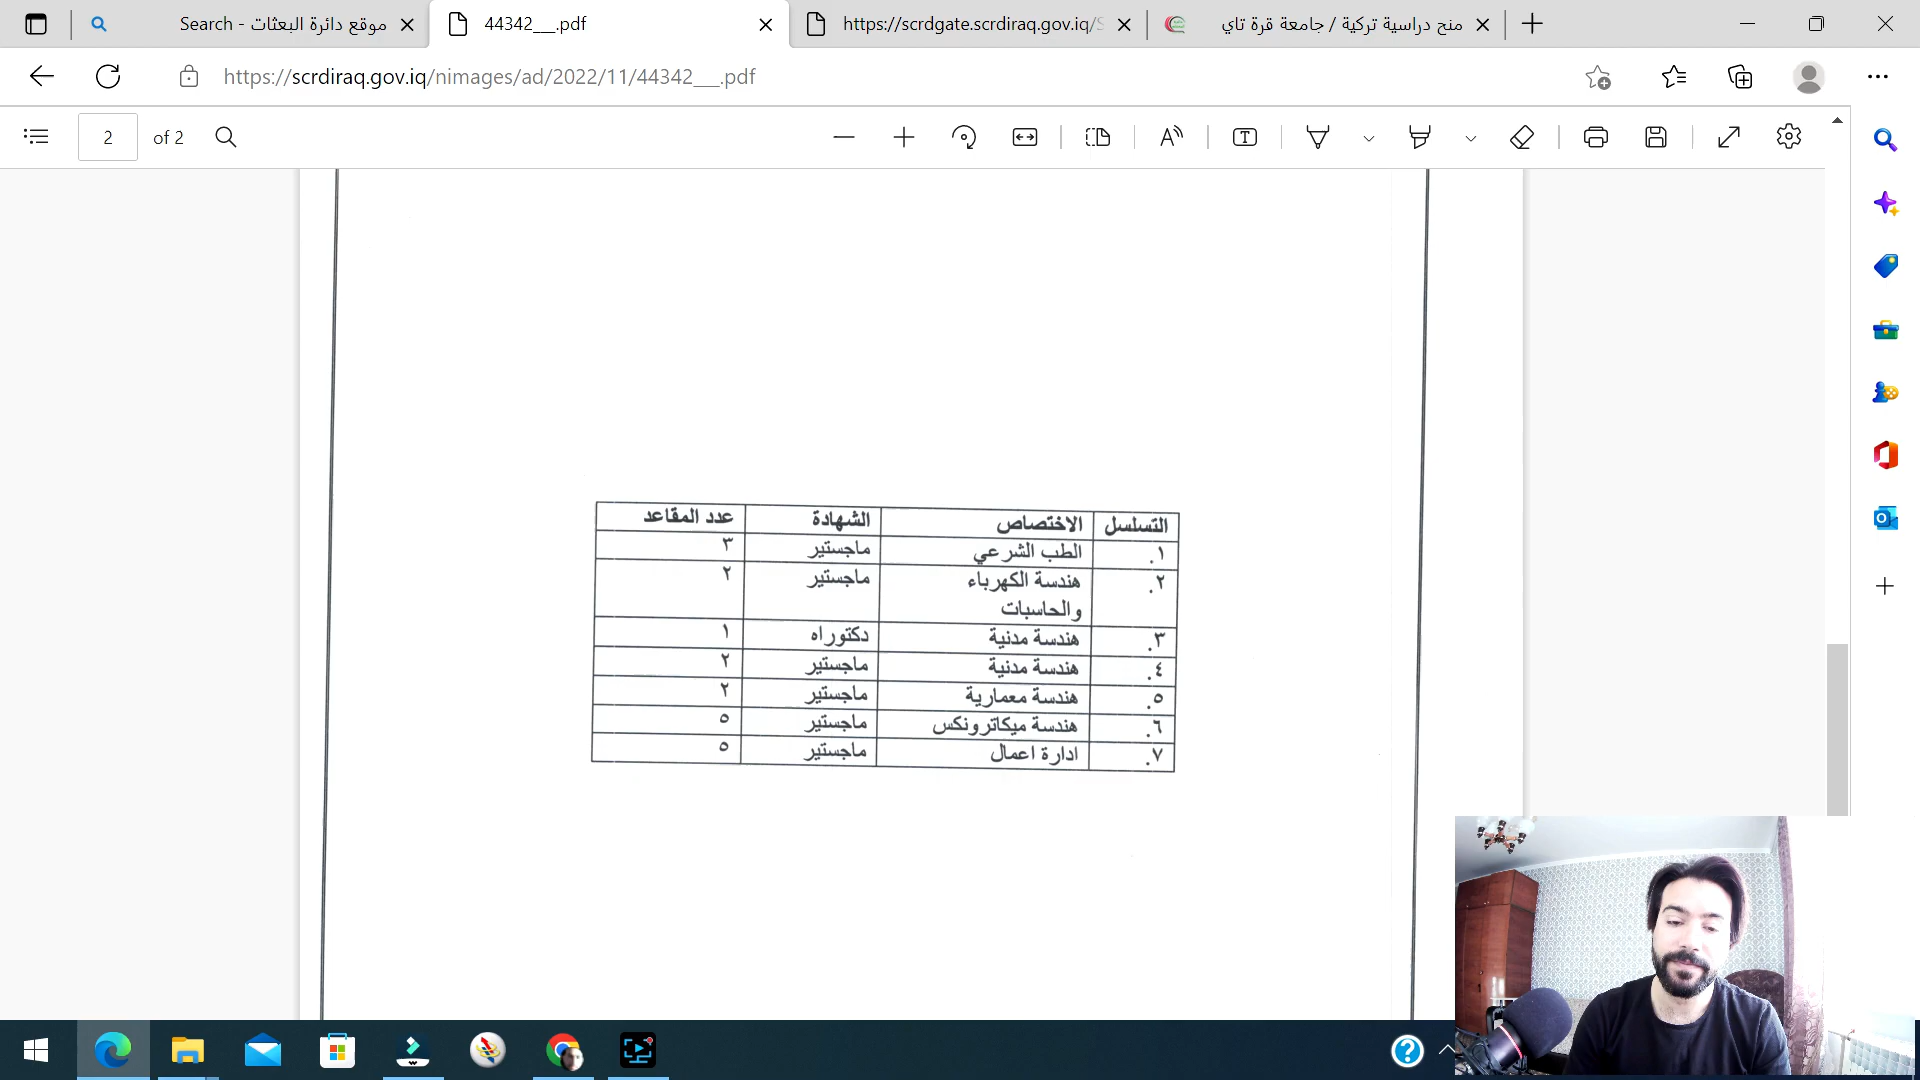 موقع دائرة البعثات - Search
44342___.pdf
https://scrdgate.scrdiraq.gov.iq/S
منح دراسية تركية / جامعة قرة تاي
https://scrdiraq.gov.iq/nimages/ad/2022/11/44342___.pdf
2 of 2
التسلسل الاختصاص الشهادة عدد المقاعد
١. الطب الشرعي ماجستير ٣
٢. هندسة الكهرباء ماجستير ٢
والحاسبات
٣. هندسة مدنية دكتوراه ١
٤. هندسة مدنية ماجستير ٢
٥. هندسة معمارية ماجستير ٢
٦. هندسة ميكاترونكس ماجستير ٥
٧. ادارة اعمال ماجستير ٥